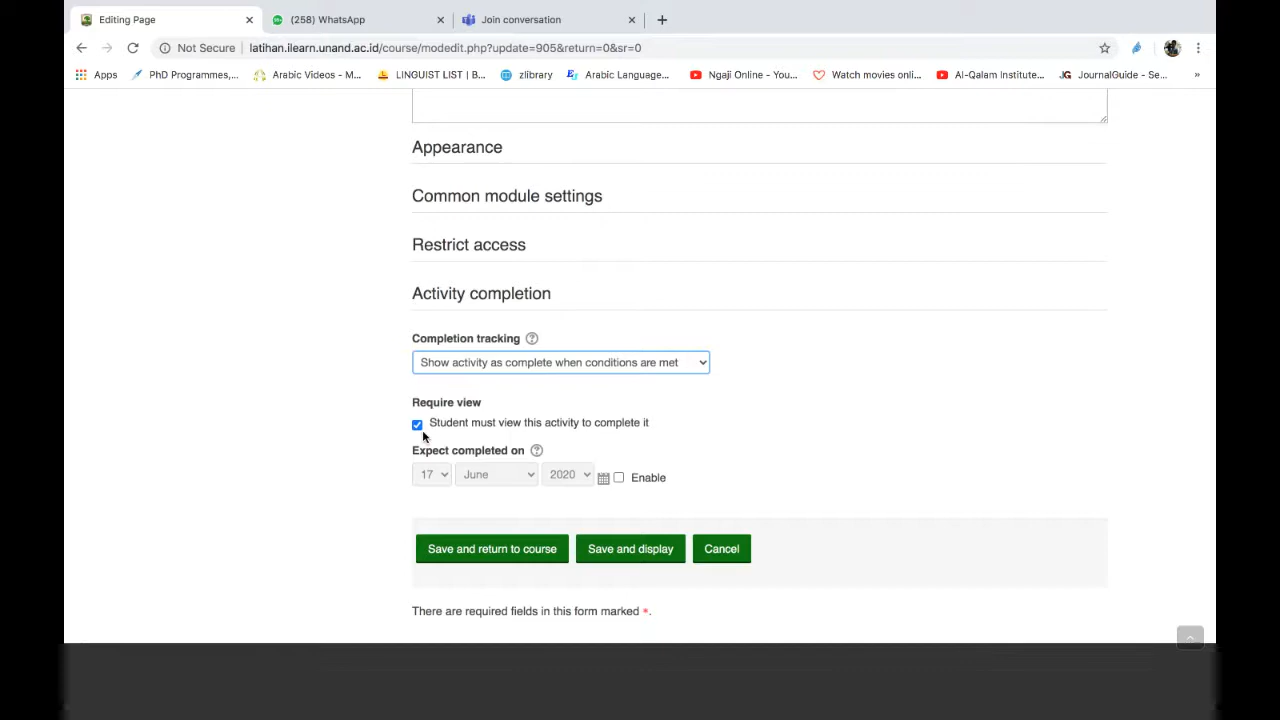 Editing Page
(258) WhatsApp
Join conversation
Not Secure
latihan.ilearn.unand.ac.id/course/modedit.php?update=905&return=0&sr=0
Apps
PhD Programmes,...
Arabic Videos - M...
LINGUIST LIST | B...
zlibrary
Arabic Language...
Ngaji Online - You...
Watch movies onli...
Al-Qalam Institute...
JournalGuide - Se...
Appearance
Common module settings
Restrict access
Activity completion
Completion tracking
Show activity as complete when conditions are met
Require view
Student must view this activity to complete it
Expect completed on
17 June 2020 Enable
Save and return to course Save and display Cancel
There are required fields in this form marked *.